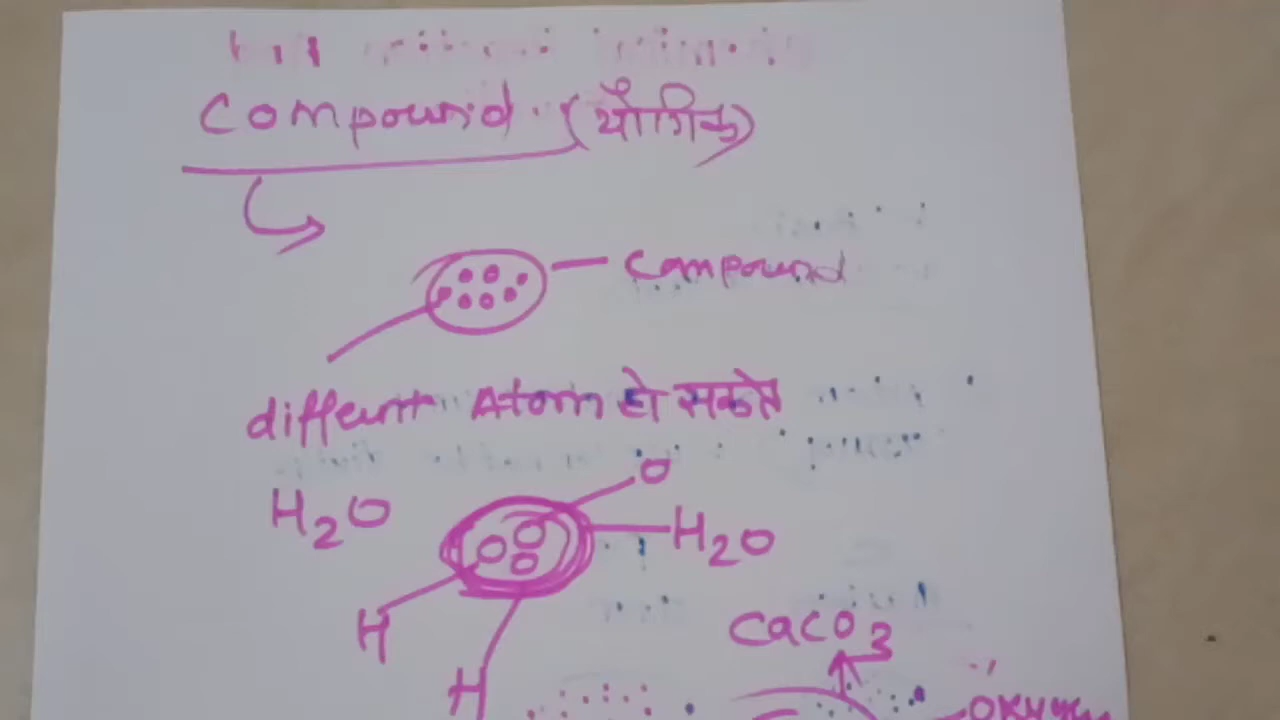 Compound. (यौगिक)
Compound
different Atom हो सकते
O
H2O
H2O
H
CaCO3
H